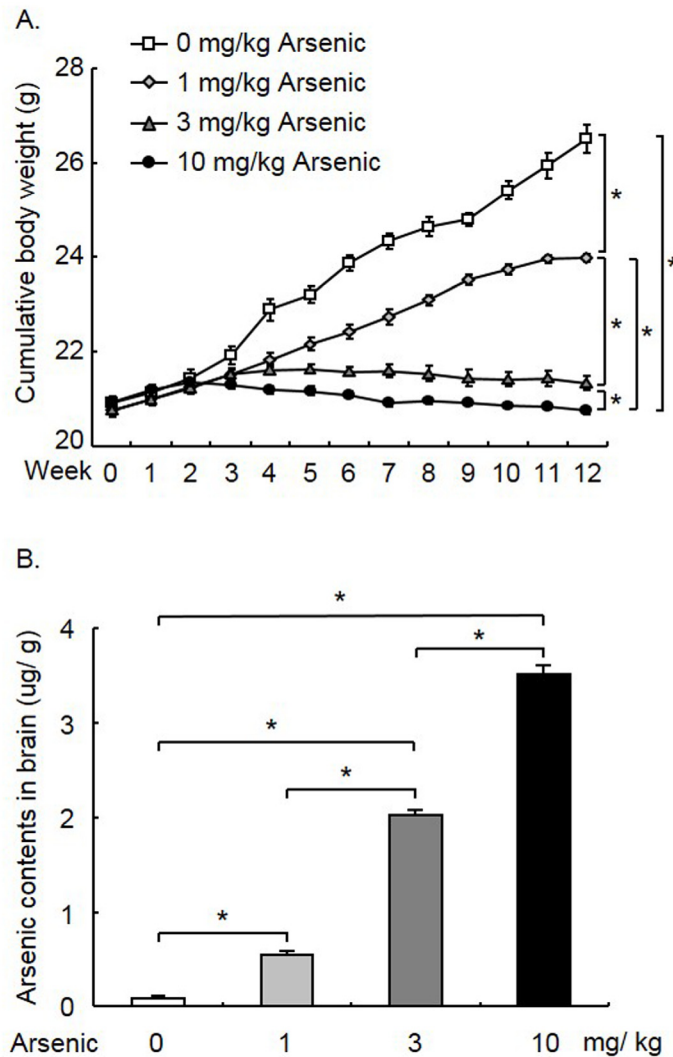 A.
0 mg/kg Arsenic
1 mg/kg Arsenic
3 mg/kg Arsenic
10 mg/kg Arsenic
Cumulative body weight (g)
28
26
24
22
20
*
*
*
*
*
Week 0 1 2 3 4 5 6 7 8 9 10 11 12
B.
Arsenic contents in brain (ug/ g)
4
3
2
1
0
*
*
*
*
*
Arsenic 0 1 3 10 mg/ kg